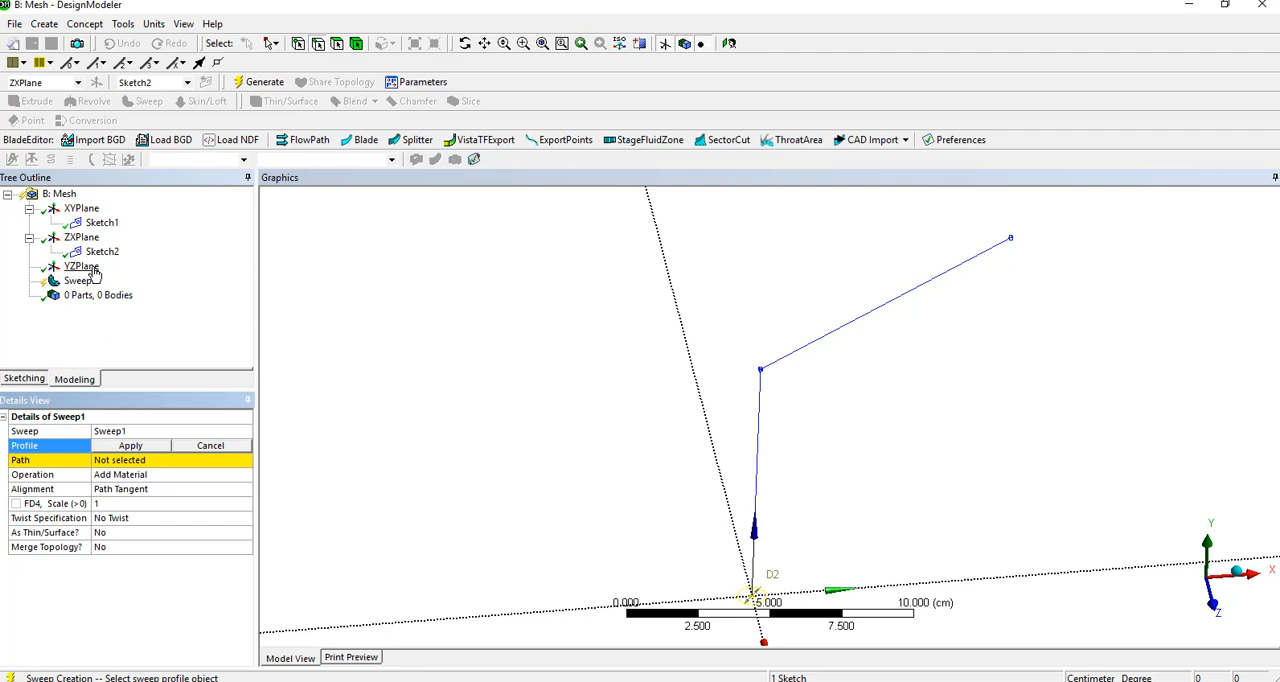 B: Mesh - DesignModeler
File Create Concept Tools Units View Help
Undo Redo Select:
ZXPlane Sketch2 Generate Share Topology Parameters
Extrude Revolve Sweep Skin/Loft Thin/Surface Blend Chamfer Slice
Point Conversion
BladeEditor: Import BGD Load BGD Load NDF FlowPath Blade Splitter VistaTFExport ExportPoints StageFluidZone SectorCut ThroatArea CAD Import Preferences
Tree Outline
Graphics
B: Mesh
XYPlane
Sketch1
ZXPlane
Sketch2
YZPlane
Sweep
0 Parts, 0 Bodies
Sketching Modeling
Details View
Details of Sweep1
Sweep Sweep1
Profile Apply Cancel
Path Not selected
Operation Add Material
Alignment Path Tangent
FD4, Scale (>0) 1
Twist Specification No Twist
As Thin/Surface? No
Merge Topology? No
D2
0.000 5.000 10.000 (cm)
2.500 7.500
Y
X
Z
Model View Print Preview
Sweep Creation -- Select sweep profile object 1 Sketch Centimeter Degree 0 0